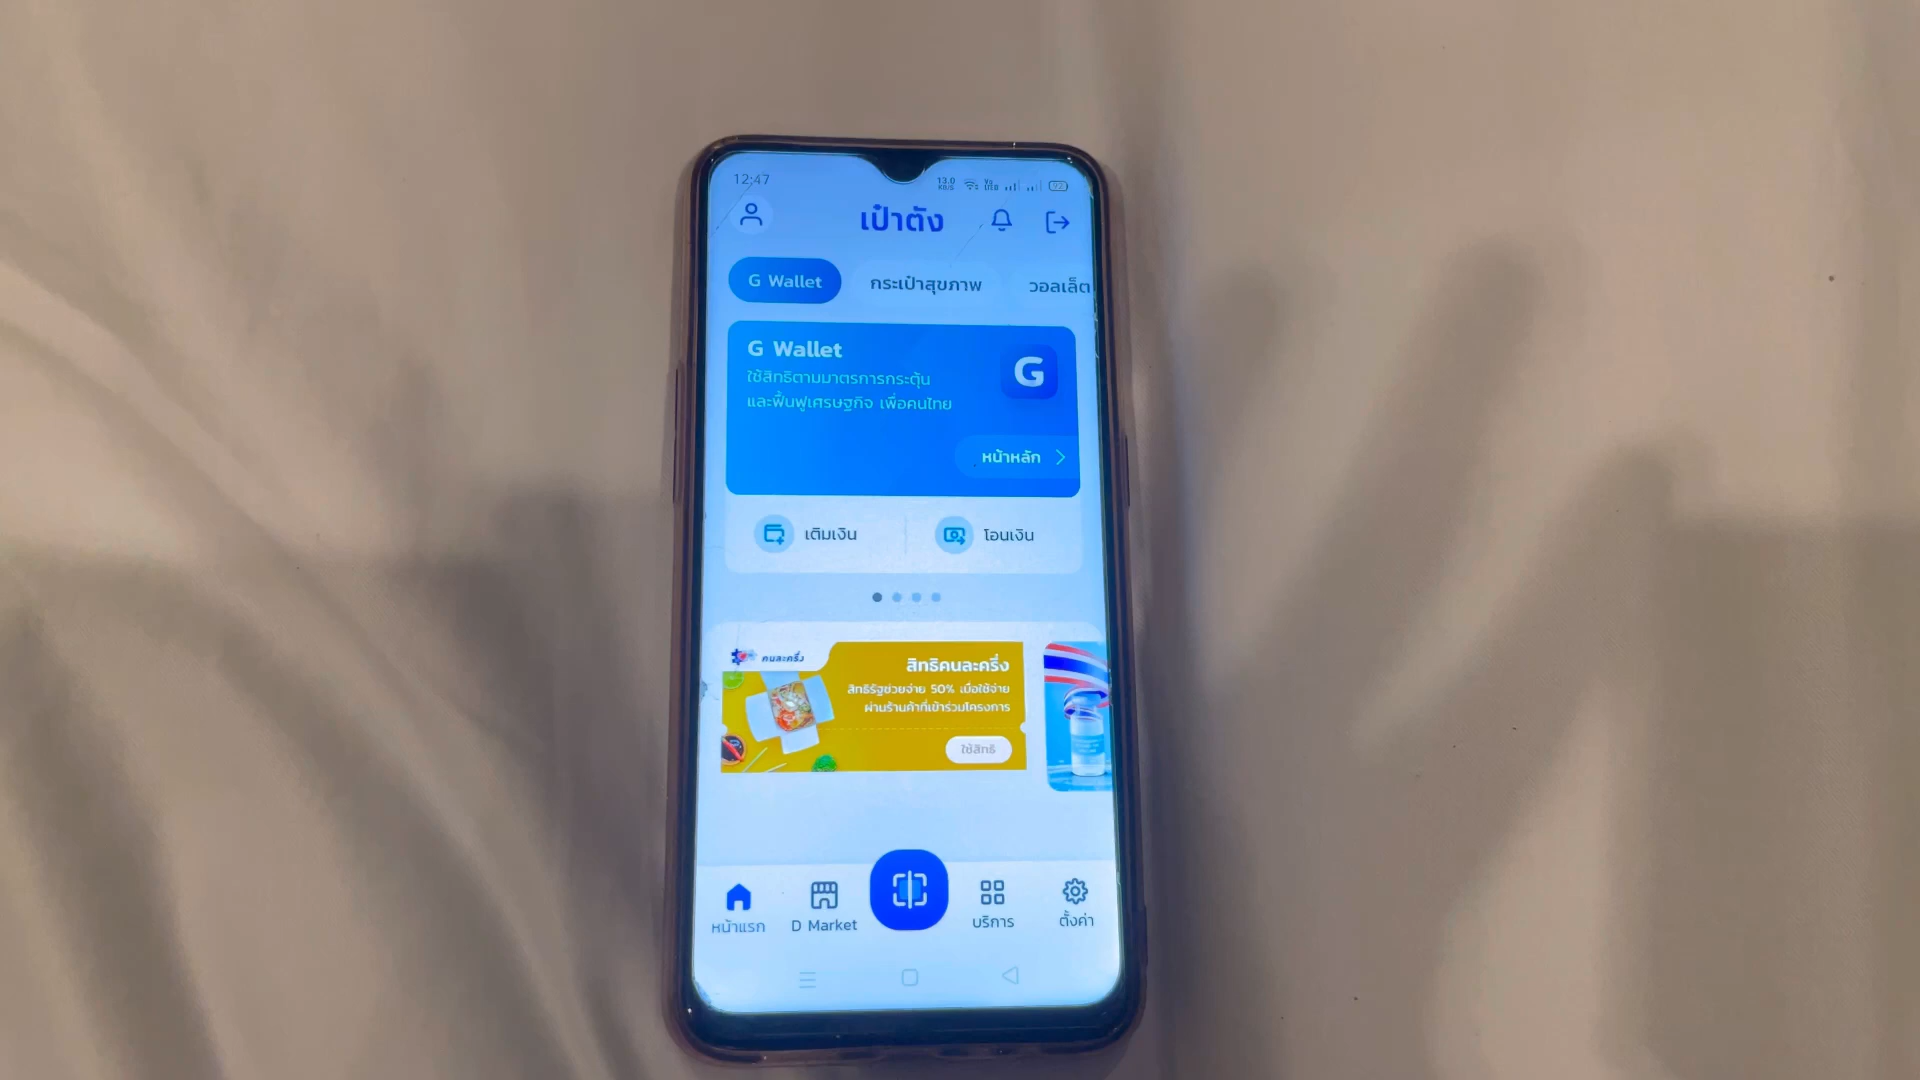 12:47
13.0
KB/S
92
เป๋าตัง
G Wallet
กระเป๋าสุขภาพ
วอลเล็ต
G Wallet
ใช้สิทธิตามมาตรการกระตุ้น
และฟื้นฟูเศรษฐกิจ เพื่อคนไทย
G
หน้าหลัก
เติมเงิน
โอนเงิน
คนละครึ่ง
สิทธิคนละครึ่ง
สิทธิรัฐช่วยจ่าย 50% เมื่อใช้จ่าย
ผ่านร้านค้าที่เข้าร่วมโครงการ
ใช้สิทธิ
หน้าแรก
D Market
บริการ
ตั้งค่า